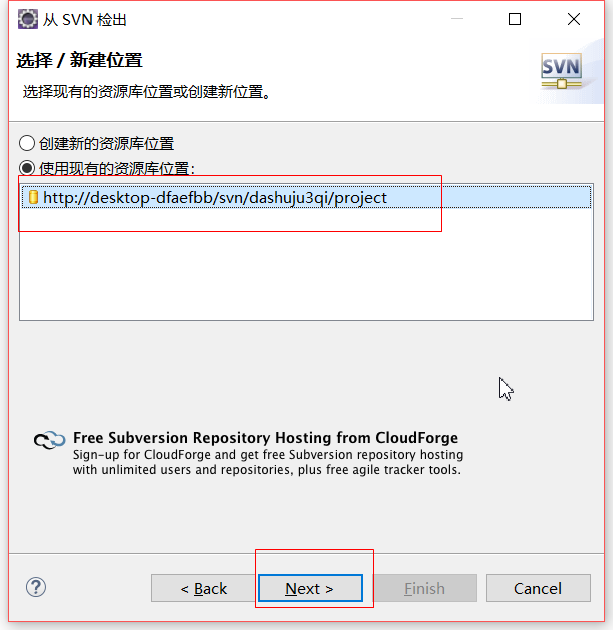 从 SVN 检出
选择 / 新建位置
选择现有的资源库位置或创建新位置。
SVN
创建新的资源库位置
使用现有的资源库位置:
http://desktop-dfaefbb/svn/dashuju3qi/project
Free Subversion Repository Hosting from CloudForge
Sign-up for CloudForge and get free Subversion repository hosting
with unlimited users and repositories, plus free agile tracker tools.
?
< Back
Next >
Finish
Cancel